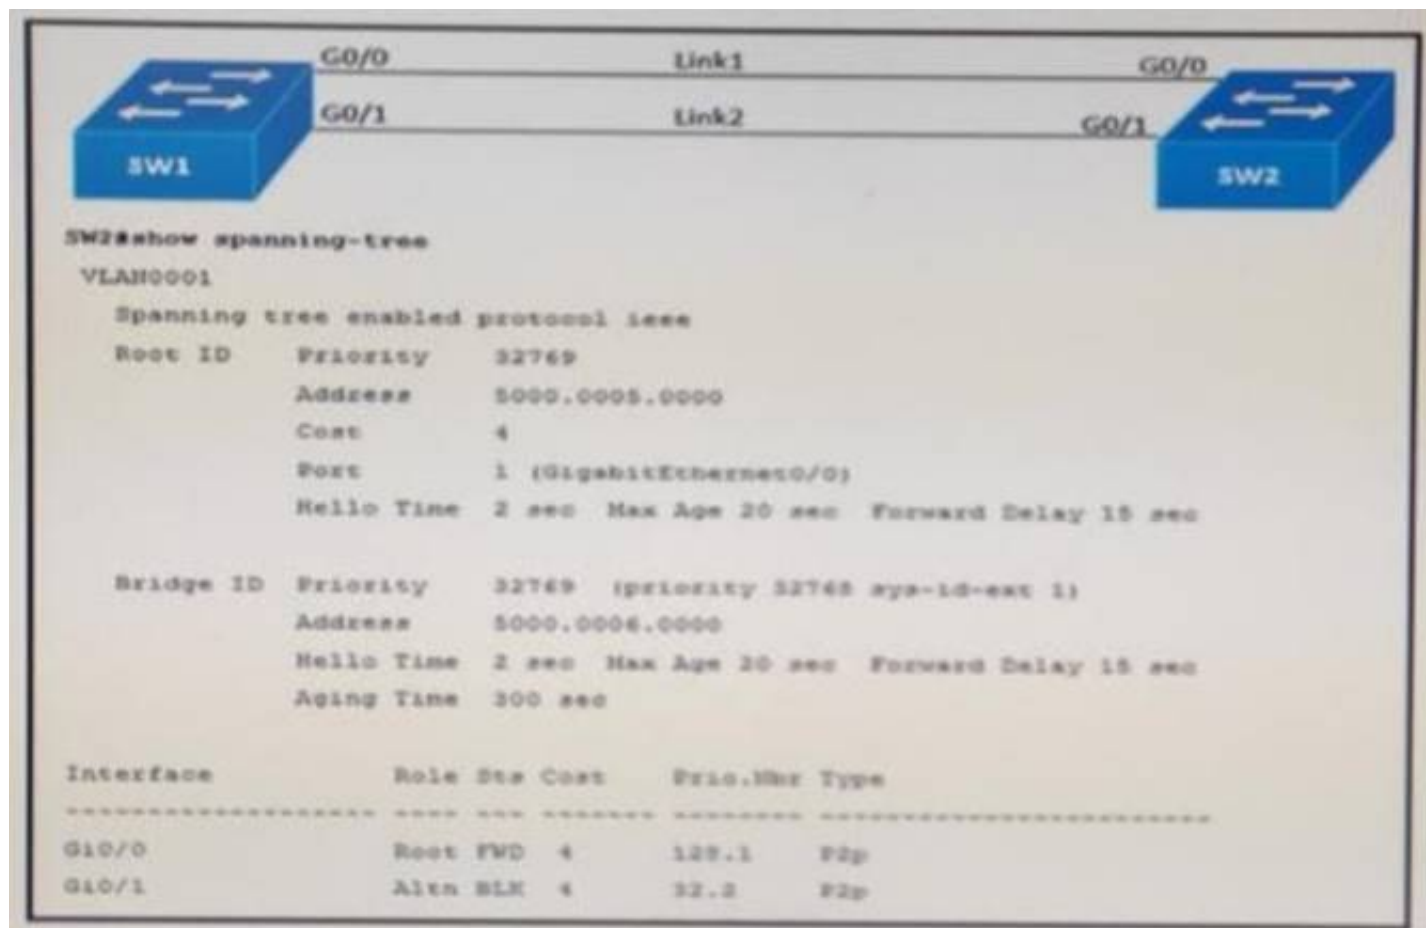 G0/0 Link1 G0/0
G0/1 Link2 G0/1
SW1
SW2
SW2#show spanning-tree
VLAN0001
Spanning tree enabled protocol ieee
Root ID Priority 32769
Address 5000.0005.0000
Cost 4
Port 1 (GigabitEthernet0/0)
Hello Time 2 sec Max Age 20 sec Forward Delay 15 sec
Bridge ID Priority 32769 (priority 32768 sys-id-ext 1)
Address 5000.0006.0000
Hello Time 2 sec Max Age 20 sec Forward Delay 15 sec
Aging Time 300 sec
Interface Role Sts Cost Prio.Nbr Type
------------------- ---- --- ------- -------- ------------------------
Gi0/0 Root FWD 4 128.1 P2p
Gi0/1 Altn BLK 4 32.2 P2p